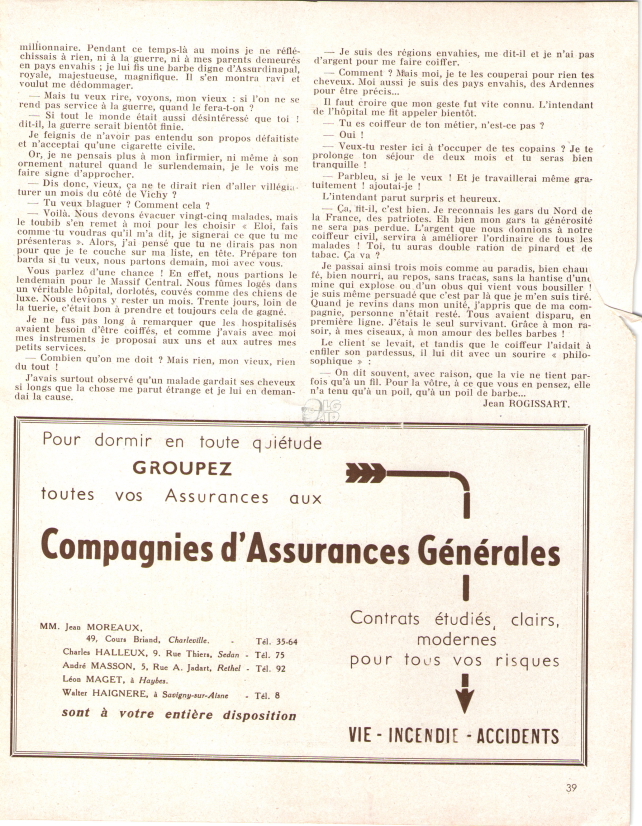 millionnaire. Pendant ce temps-là au moins je ne réflé-
chissais à rien, ni à la guerre, ni à mes parents demeurés
en pays envahis ; je lui fis une barbe digne d'Assurdinapal,
royale, majestueuse, magnifique. Il s'en montra ravi et
voulut me dédommager.
— Mais tu veux rire, voyons, mon vieux : si l'on ne se
rend pas service à la guerre, quand le fera-t-on ?
— Si tout le monde était aussi désintéressé que toi !
dit-il, la guerre serait bientôt finie.
Je feignis de n'avoir pas entendu son propos défaitiste
et n'acceptai qu'une cigarette civile.
Or, je ne pensais plus à mon infirmier, ni même à son
ornement naturel quand le surlendemain, je le vois me
faire signe d'approcher.
— Dis donc, vieux, ça ne te dirait rien d'aller villégia-
turer un mois du côté de Vichy ?
— Tu veux blaguer ? Comment cela ?
— Voilà. Nous devons évacuer vingt-cinq malades, mais
le toubib s'en remet à moi pour les choisir « Eloi, fais
comme tu voudras qu'il m'a dit, je signerai ce que tu me
présenteras ». Alors, j'ai pensé que tu ne dirais pas non
pour que je te couche sur ma liste, en tête. Prépare ton
barda si tu veux, nous partons demain, moi avec vous.
Vous parlez d'une chance ! En effet, nous partions le
lendemain pour le Massif Central. Nous fûmes logés dans
un véritable hôpital, dorlotés, couvés comme des chiens de
luxe. Nous devions y rester un mois. Trente jours, loin de
la tuerie, c'était bon à prendre et toujours cela de gagné.
Je ne fus pas long à remarquer que les hospitalisés
avaient besoin d'être coiffés, et comme j'avais avec moi
mes instruments je proposai aux uns et aux autres mes
petits services.
— Combien qu'on me doit ? Mais rien, mon vieux, rien
du tout !
J'avais surtout observé qu'un malade gardait ses cheveux
si longs que la chose me parut étrange et je lui en deman-
dai la cause.
— Je suis des régions envahies, me dit-il et je n'ai pas
d'argent pour me faire coiffer.
— Comment ? Mais moi, je te les couperai pour rien tes
cheveux. Moi aussi je suis des pays envahis, des Ardennes
pour être précis...
Il faut croire que mon geste fut vite connu. L'intendant
de l'hôpital me fit appeler bientôt.
— Tu es coiffeur de ton métier, n'est-ce pas ?
— Oui !
— Veux-tu rester ici à t'occuper de tes copains ? Je te
prolonge ton séjour de deux mois et tu seras bien
tranquille !
— Parbleu, si je le veux ! Et je travaillerai même gra-
tuitement ! ajoutai-je !
L'intendant parut surpris et heureux.
— Ça, fit-il, c'est bien. Je reconnais les gars du Nord de
la France, des patriotes. Eh bien mon gars ta générosité
ne sera pas perdue. L'argent que nous donnions à notre
coiffeur civil, servira à améliorer l'ordinaire de tous les
malades ! Toi, tu auras double ration de pinard et de
tabac. Ça va ?
Je passai ainsi trois mois comme au paradis, bien chauf
fé, bien nourri, au repos, sans tracas, sans la hantise d'une
mine qui explose ou d'un obus qui vient vous bousiller !
je suis même persuadé que c'est par là que je m'en suis tiré.
Quand je revins dans mon unité, j'appris que de ma com-
pagnie, personne n'était resté. Tous avaient disparu, en
première ligne. J'étais le seul survivant. Grâce à mon ra-
soir, à mes ciseaux, à mon amour des belles barbes !
Le client se levait, et tandis que le coiffeur l'aidait à
enfiler son pardessus, il lui dit avec un sourire « philo-
sophique » :
— On dit souvent, avec raison, que la vie ne tient par-
fois qu'à un fil. Pour la vôtre, à ce que vous en pensez, elle
n'a tenu qu'à un poil, qu'à un poil de barbe...
Jean ROGISSART.
Pour dormir en toute quiétude
GROUPEZ
toutes vos Assurances aux
Compagnies d'Assurances Générales
MM. Jean MOREAUX,
49, Cours Briand, Charleville. - Tél. 35-64
Charles HALLEUX, 9. Rue Thiers, Sedan - Tél. 75
André MASSON, 5, Rue A. Jadart, Rethel - Tél. 92
Léon MAGET, à Haybes.
Walter HAIGNERE, à Savigny-sur-Aisne - Tél. 8
sont à votre entière disposition
Contrats étudiés, clairs,
modernes
pour tous vos risques
VIE - INCENDIE - ACCIDENTS
39